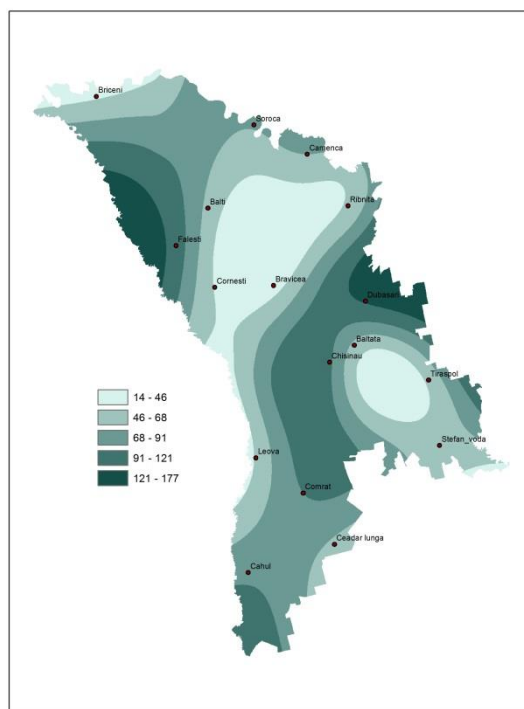 Briceni
Soroca
Camenca
Balti
Ribnita
Falesti
Cornesti
Bravicea
Dubasari
Baltata
Chisinau
Tiraspol
14 - 46
46 - 68
68 - 91
91 - 121
121 - 177
Stefan_voda
Leova
Comrat
Ceadar lunga
Cahul